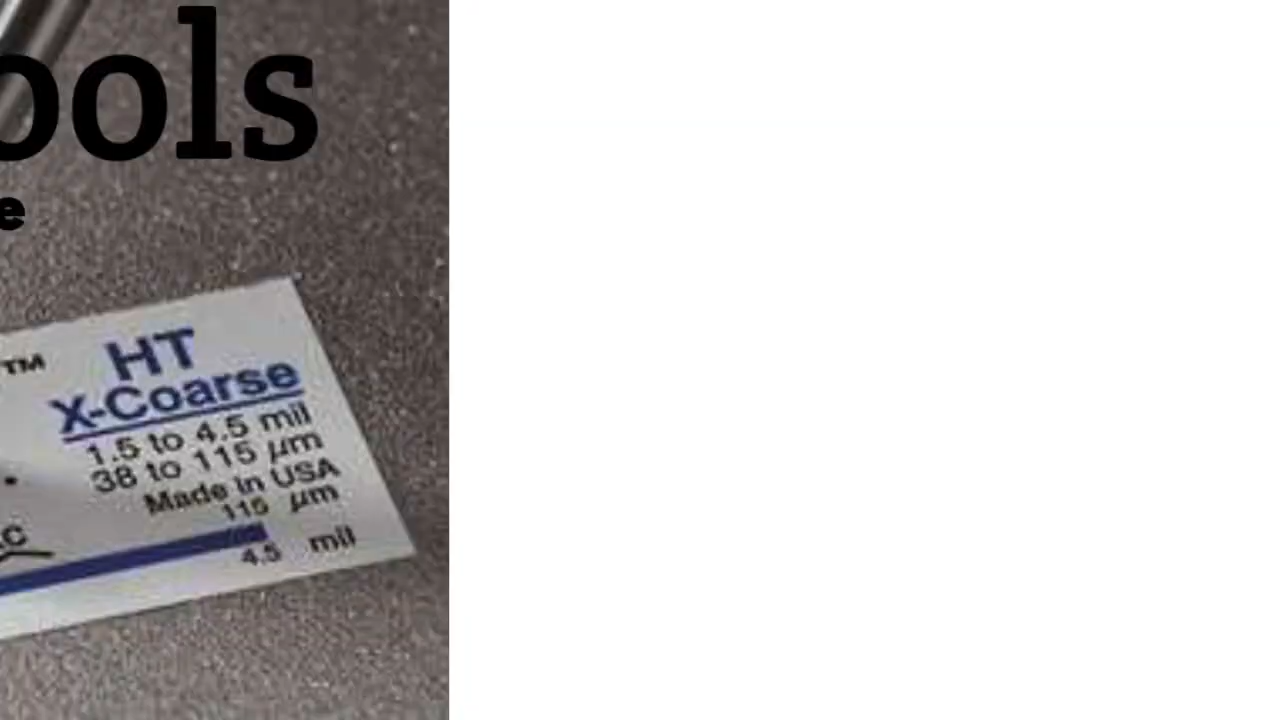 ools
e
™ HT
X-Coarse
1.5 to 4.5 mil
38 to 115 µm
Made in USA
115 µm
4.5 mil